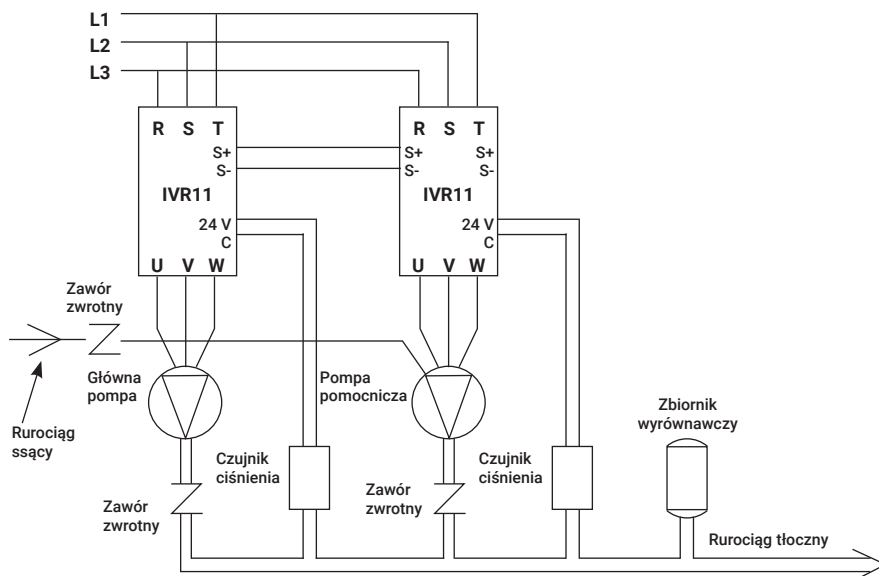 L1
L2
L3
R S T
S+
S-
IVR11
24 V
C
U V W
R S T
S+
S-
S+
S-
IVR11
24 V
C
U V W
Zawór
zwrotny
Rurociąg
ssący
Główna
pompa
Pompa
pomocnicza
Zawór
zwrotny
Czujnik
ciśnienia
Zawór
zwrotny
Czujnik
ciśnienia
Zbiornik
wyrównawczy
Rurociąg tłoczny